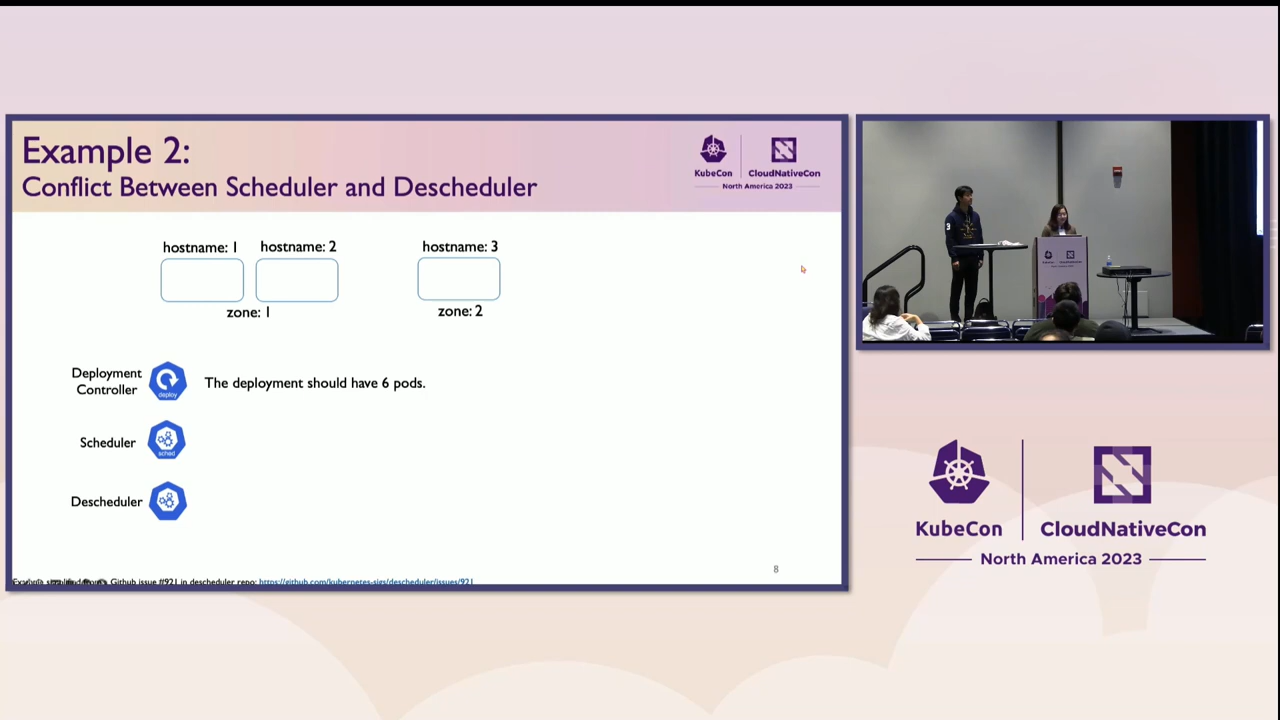 Example 2:
Conflict Between Scheduler and Descheduler
KubeCon
CloudNativeCon
North America 2023
hostname: 1
hostname: 2
hostname: 3
zone: 1
zone: 2
Deployment
Controller
deploy
The deployment should have 6 pods.
Scheduler
sched
Descheduler
Github issue #921 in descheduler repo: https://github.com/kubernetes-sigs/descheduler/issues/921
8
KubeCon
CloudNativeCon
North America 2023